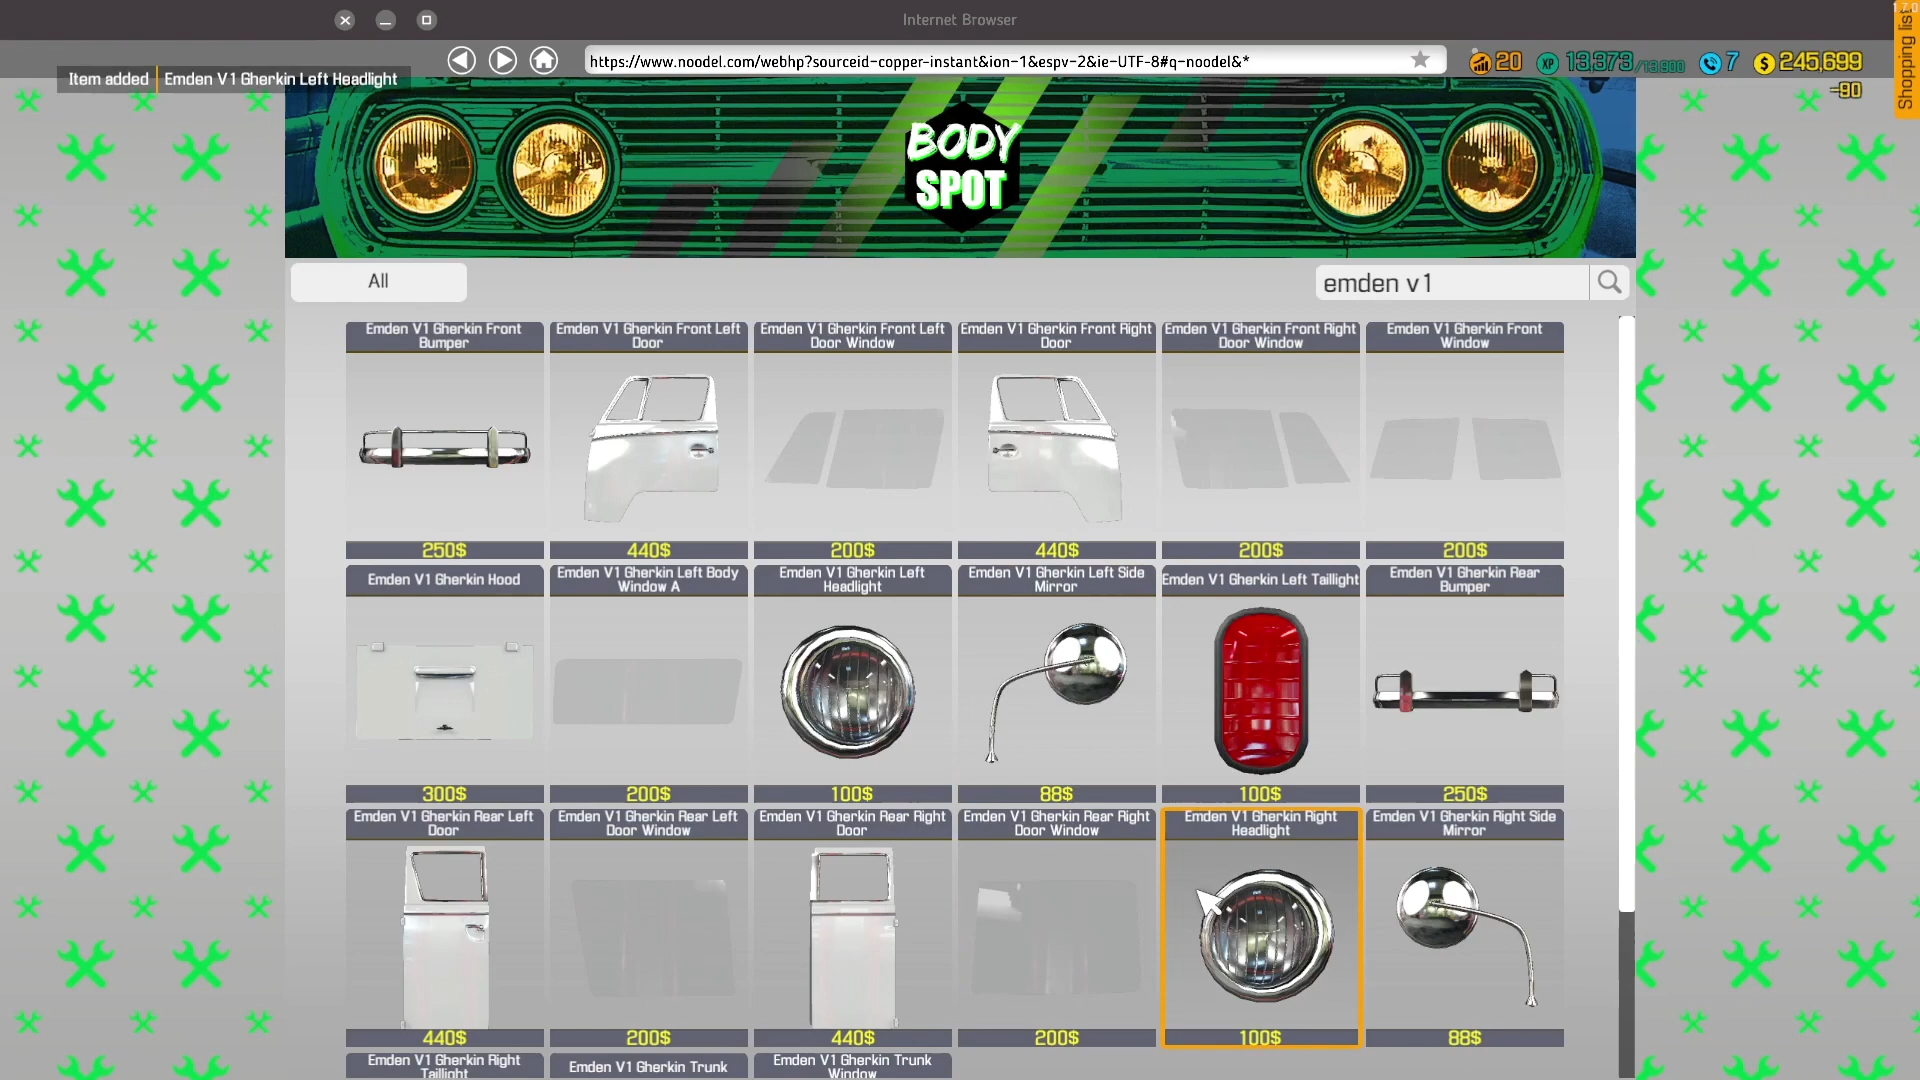 1.7.0
Internet Browser
https://www.noodel.com/webhp?sourceid-copper-instant&ion-1&espv-2&ie-UTF-8#q-noodel&*
20
XP 13,373/13,900
7
$ 245,699
-90
Shopping list
Item added Emden V1 Gherkin Left Headlight
BODY
SPOT
All
emden v1
Emden V1 Gherkin Front
Bumper
250$
Emden V1 Gherkin Front Left
Door
440$
Emden V1 Gherkin Front Left
Door Window
200$
Emden V1 Gherkin Front Right
Door
440$
Emden V1 Gherkin Front Right
Door Window
200$
Emden V1 Gherkin Front
Window
200$
Emden V1 Gherkin Hood
300$
Emden V1 Gherkin Left Body
Window A
200$
Emden V1 Gherkin Left
Headlight
100$
Emden V1 Gherkin Left Side
Mirror
88$
Emden V1 Gherkin Left Taillight
100$
Emden V1 Gherkin Rear
Bumper
250$
Emden V1 Gherkin Rear Left
Door
440$
Emden V1 Gherkin Rear Left
Door Window
200$
Emden V1 Gherkin Rear Right
Door
440$
Emden V1 Gherkin Rear Right
Door Window
200$
Emden V1 Gherkin Right
Headlight
100$
Emden V1 Gherkin Right Side
Mirror
88$
Emden V1 Gherkin Right
Taillight
Emden V1 Gherkin Trunk
Emden V1 Gherkin Trunk
Window